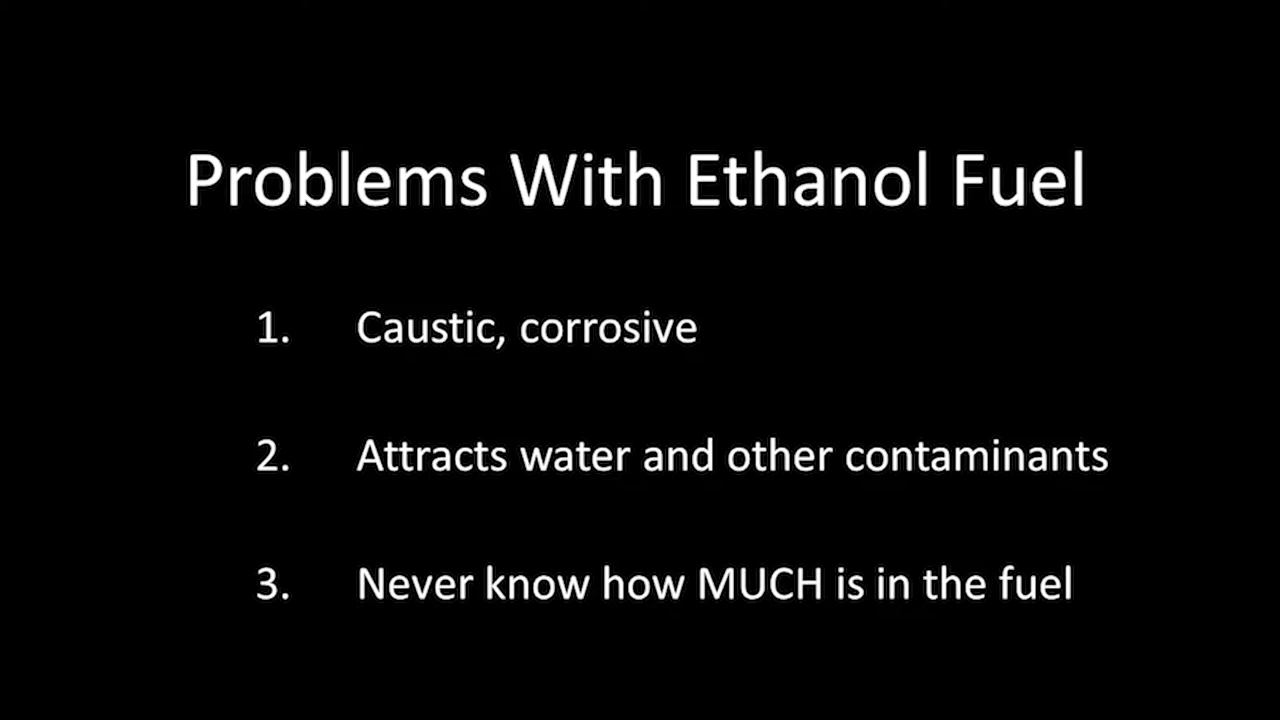 Problems With Ethanol Fuel
1. Caustic, corrosive
2. Attracts water and other contaminants
3. Never know how MUCH is in the fuel